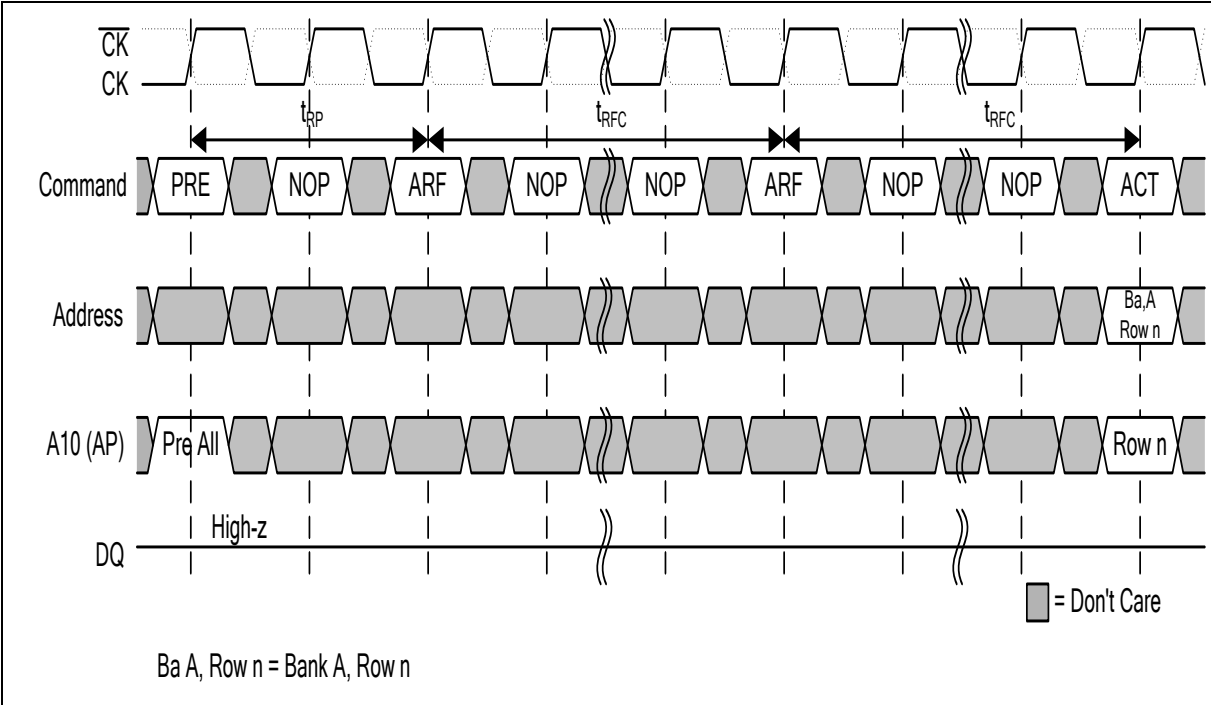 CK
CK
tRP
tRFC
tRFC
Command PRE NOP ARF NOP NOP ARF NOP NOP ACT
Address
Ba,A
Row n
A10 (AP) Pre All Row n
High-z
DQ
= Don't Care
Ba A, Row n = Bank A, Row n